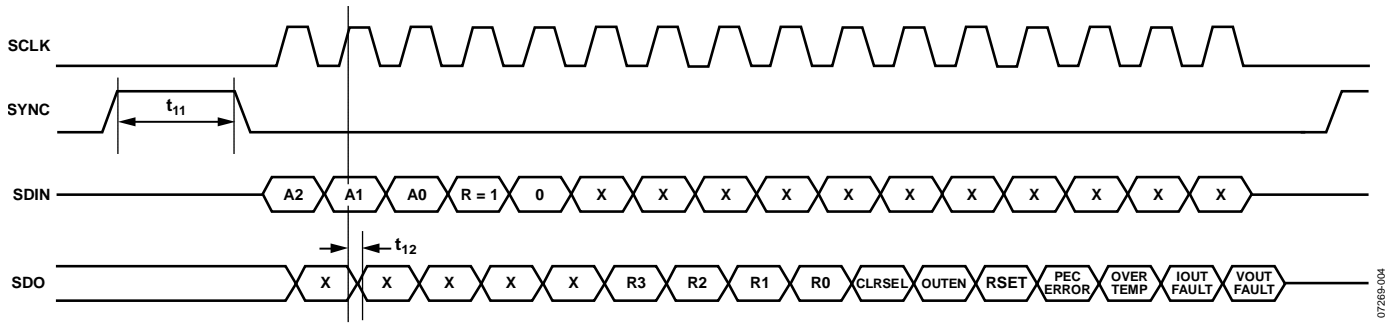 SCLK
SYNC t11
SDIN A2 A1 A0 R = 1 0 X X X X X X X X X X X
t12
SDO X X X X X R3 R2 R1 R0 CLRSEL OUTEN RSET PEC ERROR OVER TEMP IOUT FAULT VOUT FAULT
07269-004